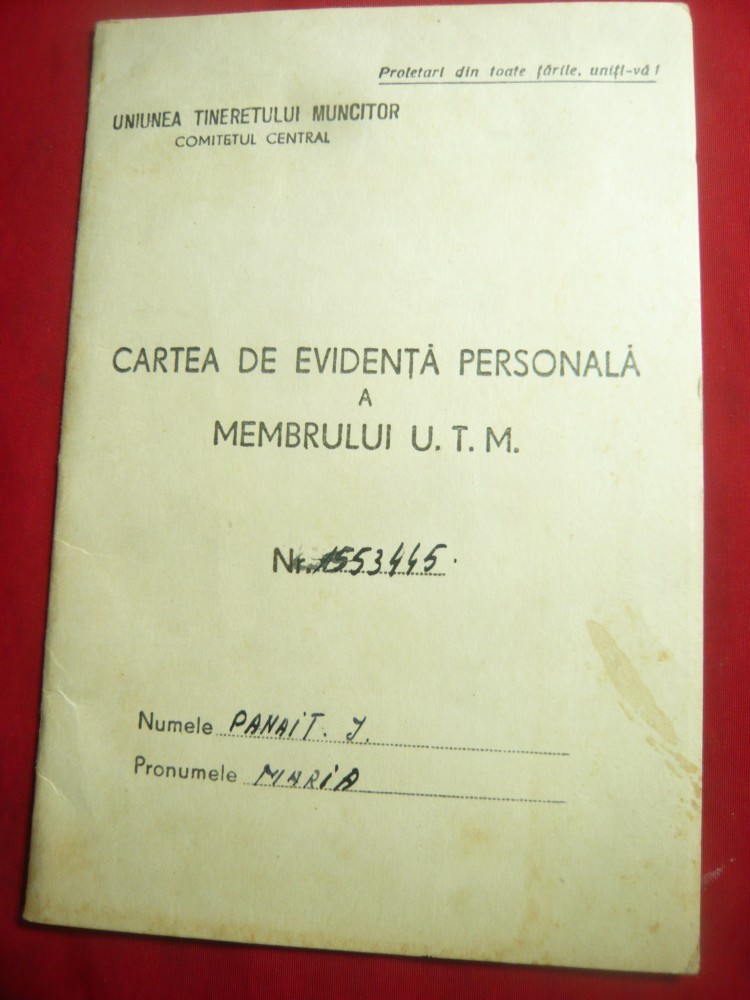 Proletari din toate țările, uniți-vă !
UNIUNEA TINERETULUI MUNCITOR
COMITETUL CENTRAL
CARTEA DE EVIDENȚĂ PERSONALĂ
A
MEMBRULUI U. T. M.
Nr. 1553445.
Numele PANAIT. J.
Pronumele MARIA